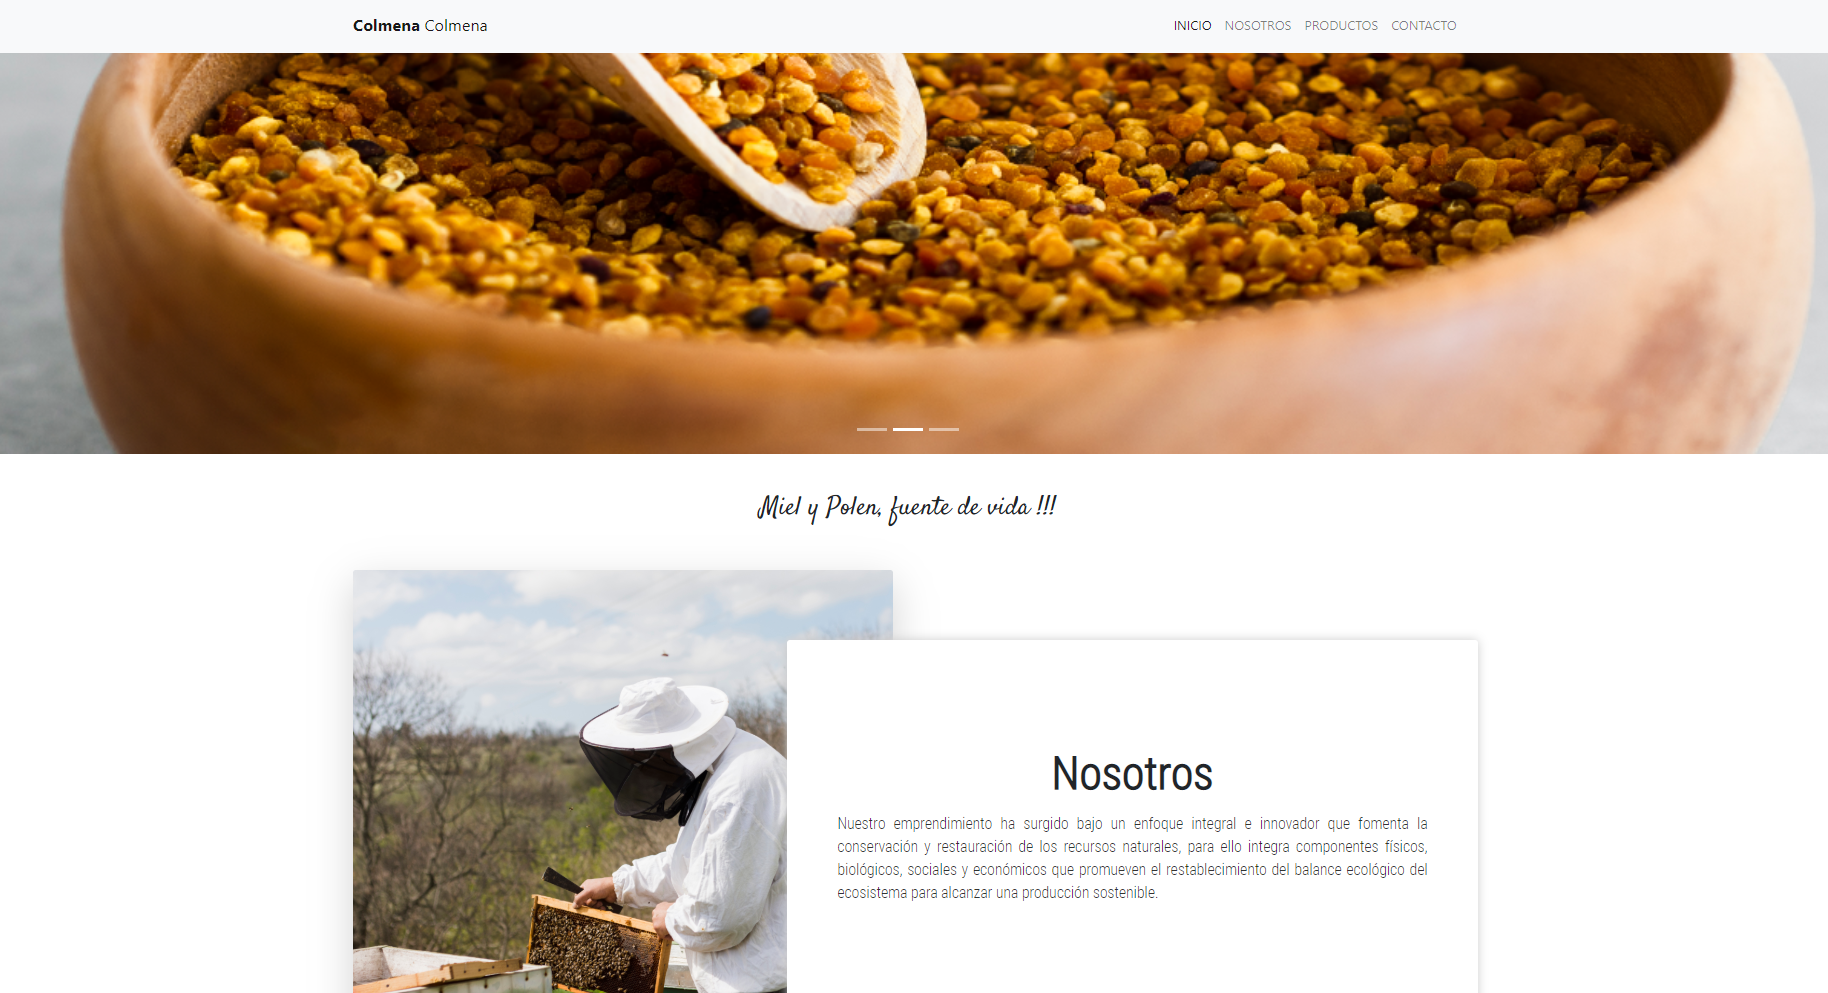 Colmena Colmena
INICIO NOSOTROS PRODUCTOS CONTACTO
Miel y Polen, fuente de vida !!!
Nosotros
Nuestro emprendimiento ha surgido bajo un enfoque integral e innovador que fomenta la
conservación y restauración de los recursos naturales, para ello integra componentes físicos,
biológicos, sociales y económicos que promueven el restablecimiento del balance ecológico del
ecosistema para alcanzar una producción sostenible.